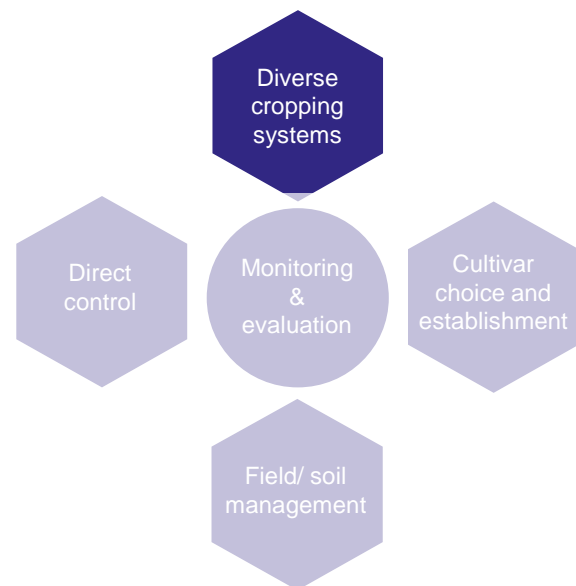 Diverse
cropping
systems
Direct
control
Monitoring
&
evaluation
Cultivar
choice and
establishment
Field/ soil
management